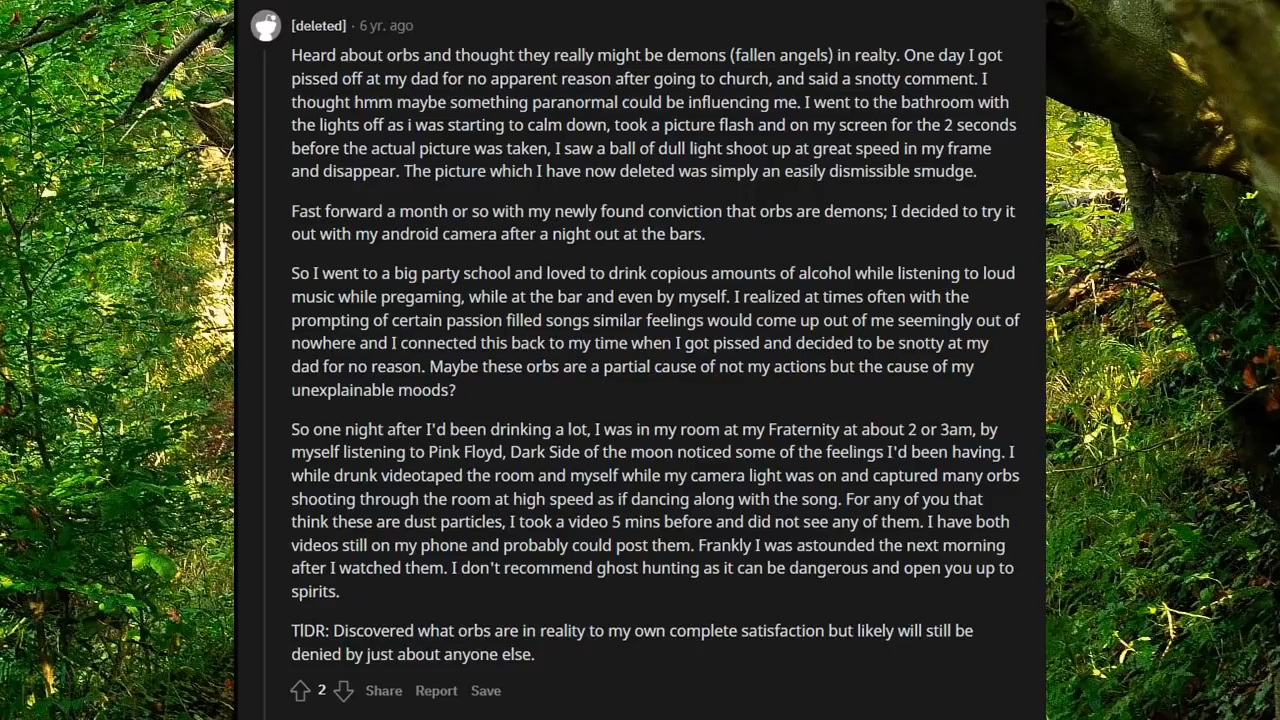 [deleted] · 6 yr. ago
Heard about orbs and thought they really might be demons (fallen angels) in realty. One day I got
pissed off at my dad for no apparent reason after going to church, and said a snotty comment. I
thought hmm maybe something paranormal could be influencing me. I went to the bathroom with
the lights off as i was starting to calm down, took a picture flash and on my screen for the 2 seconds
before the actual picture was taken, I saw a ball of dull light shoot up at great speed in my frame
and disappear. The picture which I have now deleted was simply an easily dismissible smudge.
Fast forward a month or so with my newly found conviction that orbs are demons; I decided to try it
out with my android camera after a night out at the bars.
So I went to a big party school and loved to drink copious amounts of alcohol while listening to loud
music while pregaming, while at the bar and even by myself. I realized at times often with the
prompting of certain passion filled songs similar feelings would come up out of me seemingly out of
nowhere and I connected this back to my time when I got pissed and decided to be snotty at my
dad for no reason. Maybe these orbs are a partial cause of not my actions but the cause of my
unexplainable moods?
So one night after I'd been drinking a lot, I was in my room at my Fraternity at about 2 or 3am, by
myself listening to Pink Floyd, Dark Side of the moon noticed some of the feelings I'd been having. I
while drunk videotaped the room and myself while my camera light was on and captured many orbs
shooting through the room at high speed as if dancing along with the song. For any of you that
think these are dust particles, I took a video 5 mins before and did not see any of them. I have both
videos still on my phone and probably could post them. Frankly I was astounded the next morning
after I watched them. I don't recommend ghost hunting as it can be dangerous and open you up to
spirits.
TlDR: Discovered what orbs are in reality to my own complete satisfaction but likely will still be
denied by just about anyone else.
2 Share Report Save